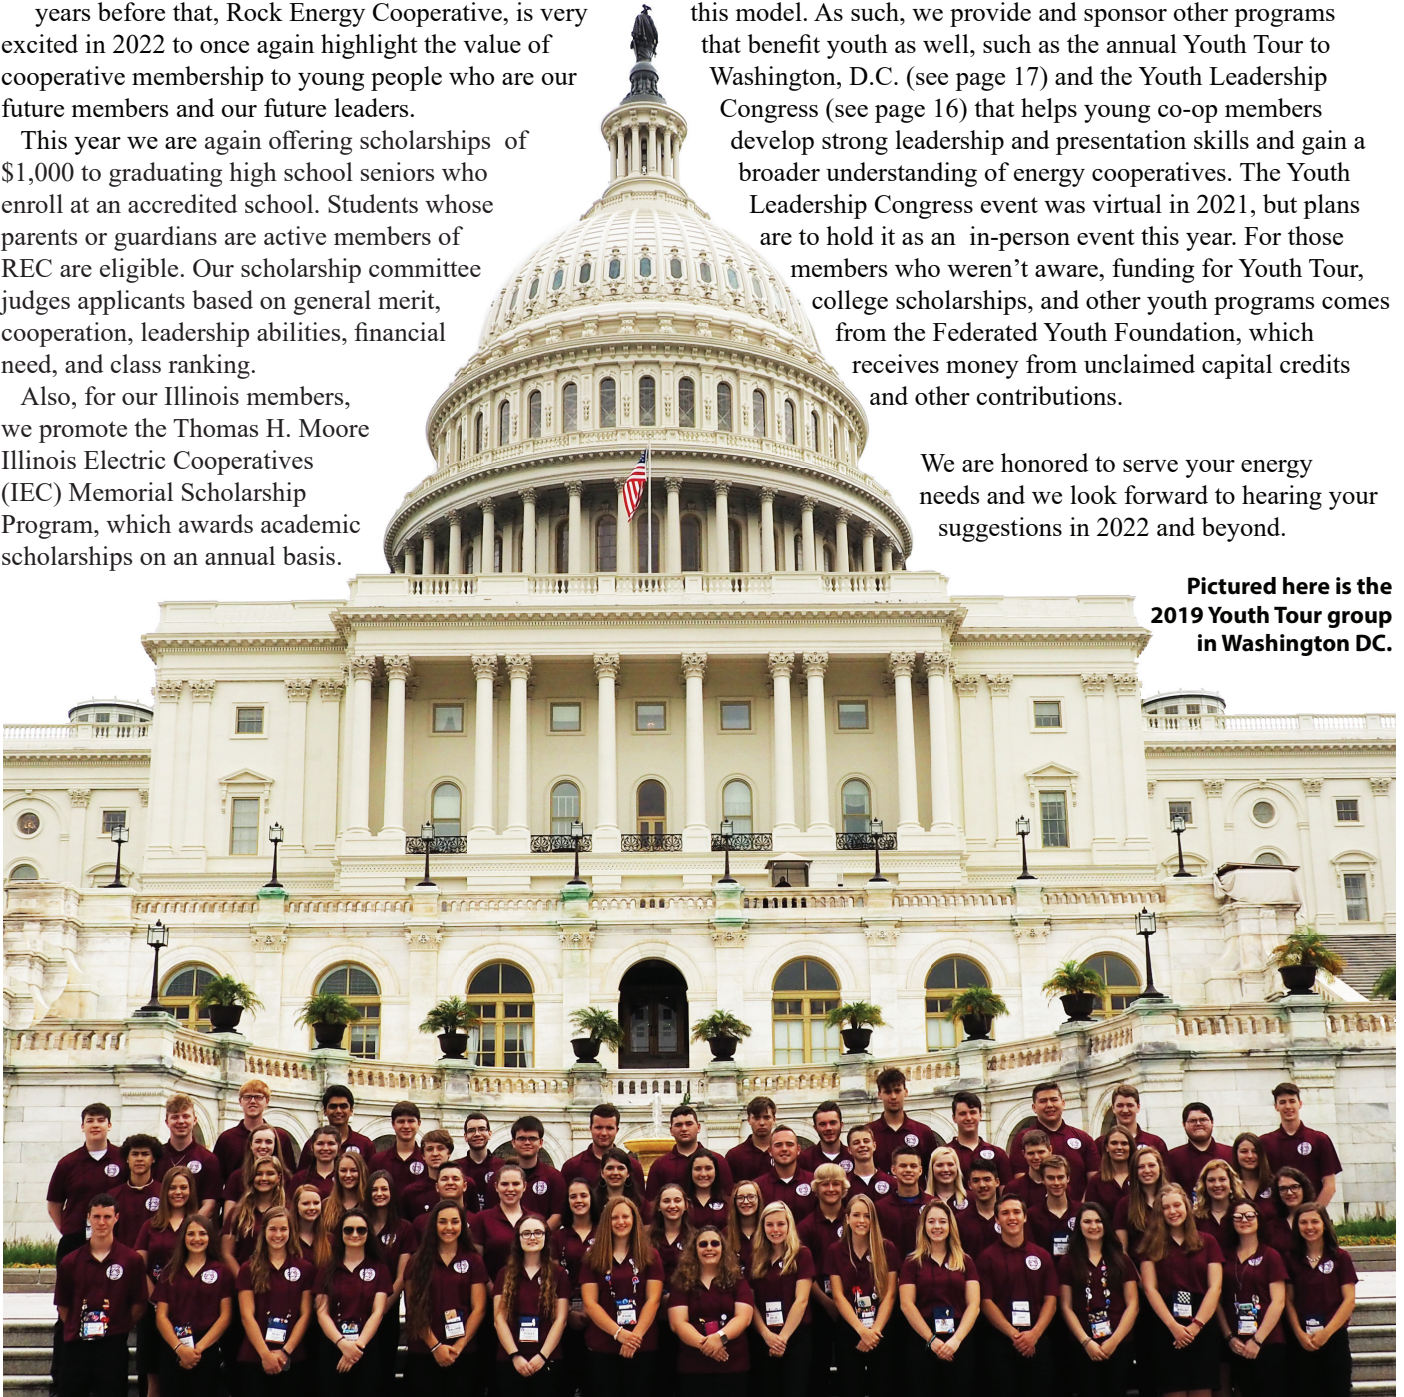 years before that, Rock Energy Cooperative, is very
excited in 2022 to once again highlight the value of
cooperative membership to young people who are our
future members and our future leaders.
This year we are again offering scholarships of
$1,000 to graduating high school seniors who
enroll at an accredited school. Students whose
parents or guardians are active members of
REC are eligible. Our scholarship committee
judges applicants based on general merit,
cooperation, leadership abilities, financial
need, and class ranking.
Also, for our Illinois members,
we promote the Thomas H. Moore
Illinois Electric Cooperatives
(IEC) Memorial Scholarship
Program, which awards academic
scholarships on an annual basis.
this model. As such, we provide and sponsor other programs
that benefit youth as well, such as the annual Youth Tour to
Washington, D.C. (see page 17) and the Youth Leadership
Congress (see page 16) that helps young co-op members
develop strong leadership and presentation skills and gain a
broader understanding of energy cooperatives. The Youth
Leadership Congress event was virtual in 2021, but plans
are to hold it as an in-person event this year. For those
members who weren’t aware, funding for Youth Tour,
college scholarships, and other youth programs comes
from the Federated Youth Foundation, which
receives money from unclaimed capital credits
and other contributions.
We are honored to serve your energy
needs and we look forward to hearing your
suggestions in 2022 and beyond.
Pictured here is the
2019 Youth Tour group
in Washington DC.